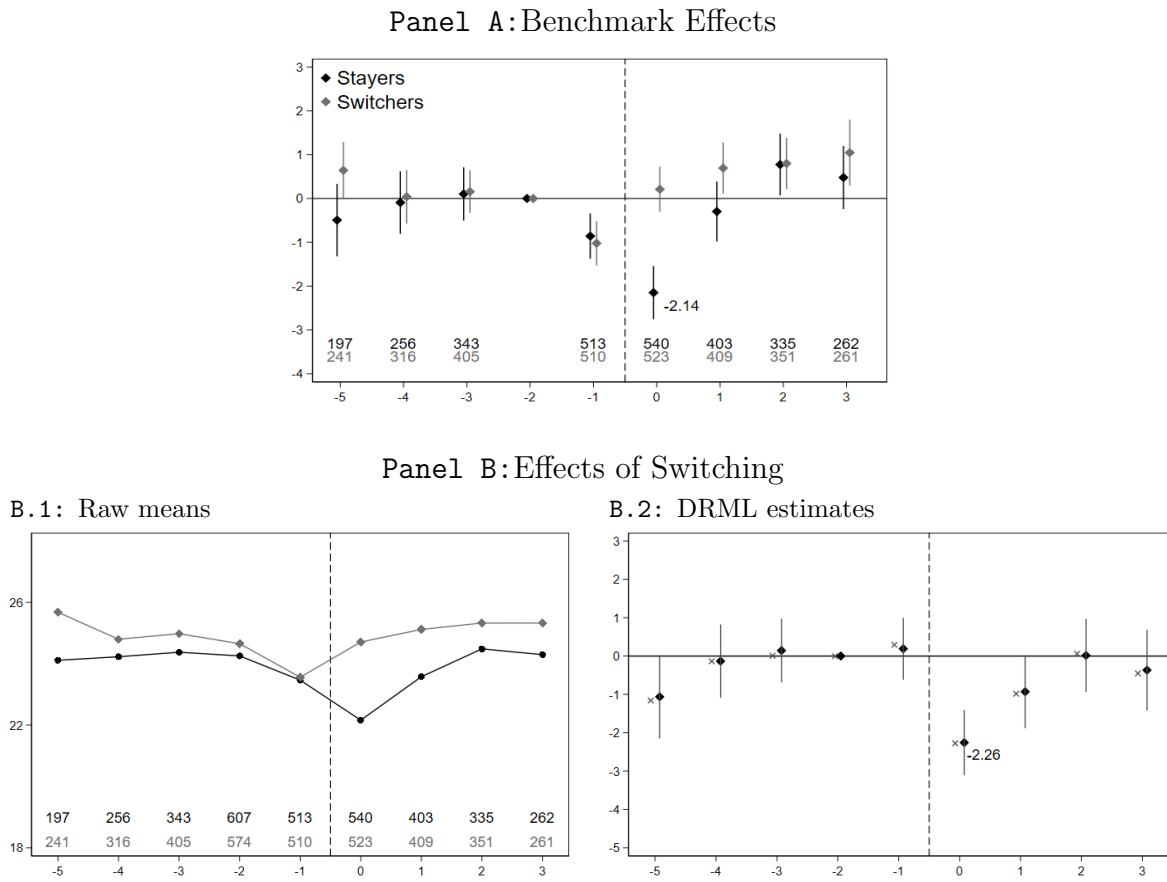 Panel A:Benchmark Effects
3
Stayers
Switchers
2
1
0
-1
-2
-2.14
-3
197 256 343 513 540 403 335 262
241 316 405 510 523 409 351 261
-4
-5 -4 -3 -2 -1 0 1 2 3
Panel B:Effects of Switching
B.1: Raw means
26
22
197 256 343 607 513 540 403 335 262
241 316 405 574 510 523 409 351 261
18
-5 -4 -3 -2 -1 0 1 2 3
B.2: DRML estimates
3
2
1
0
-1
-2
-2.26
-3
-4
-5
-5 -4 -3 -2 -1 0 1 2 3